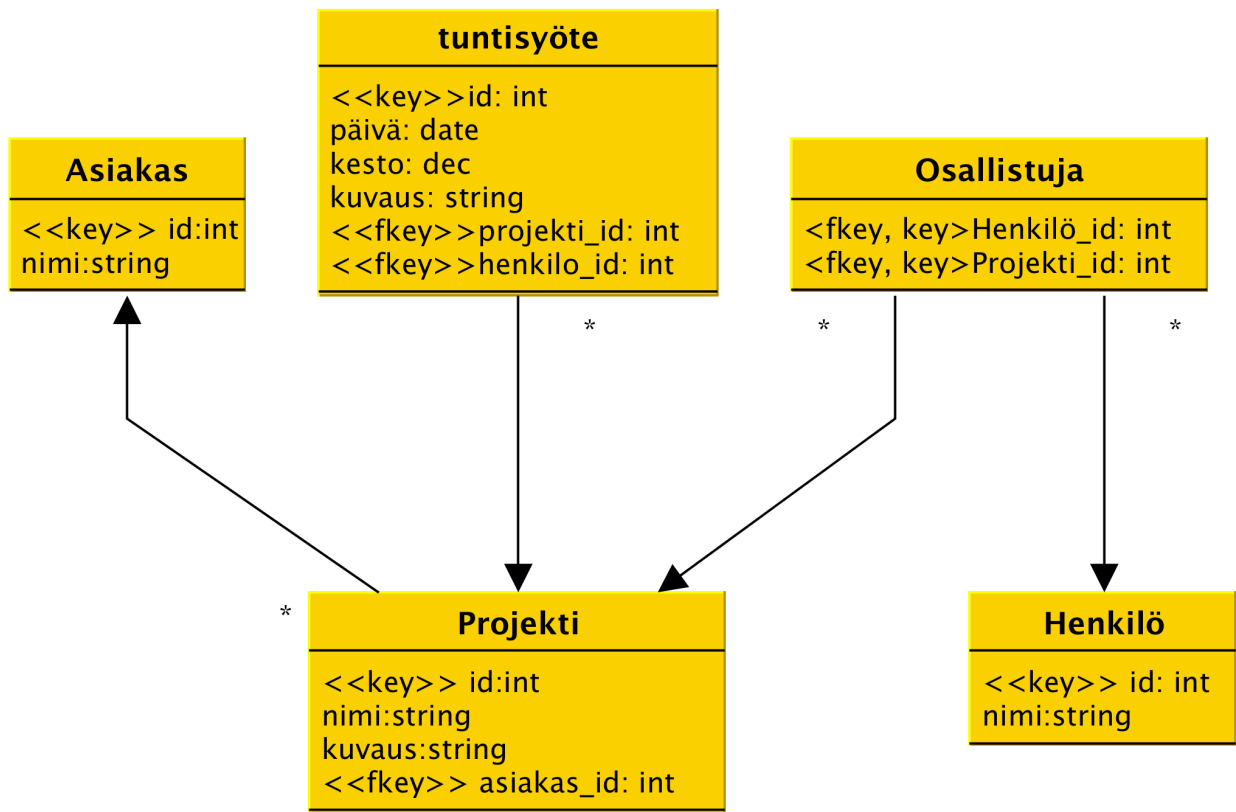 tuntisyöte
<<key>>id: int
päivä: date
kesto: dec
kuvaus: string
<<fkey>>projekti_id: int
<<fkey>>henkilo_id: int
Asiakas
<<key>> id:int
nimi:string
Osallistuja
<fkey, key>Henkilö_id: int
<fkey, key>Projekti_id: int
*
*
*
*
Projekti
<<key>> id:int
nimi:string
kuvaus:string
<<fkey>> asiakas_id: int
Henkilö
<<key>> id: int
nimi:string